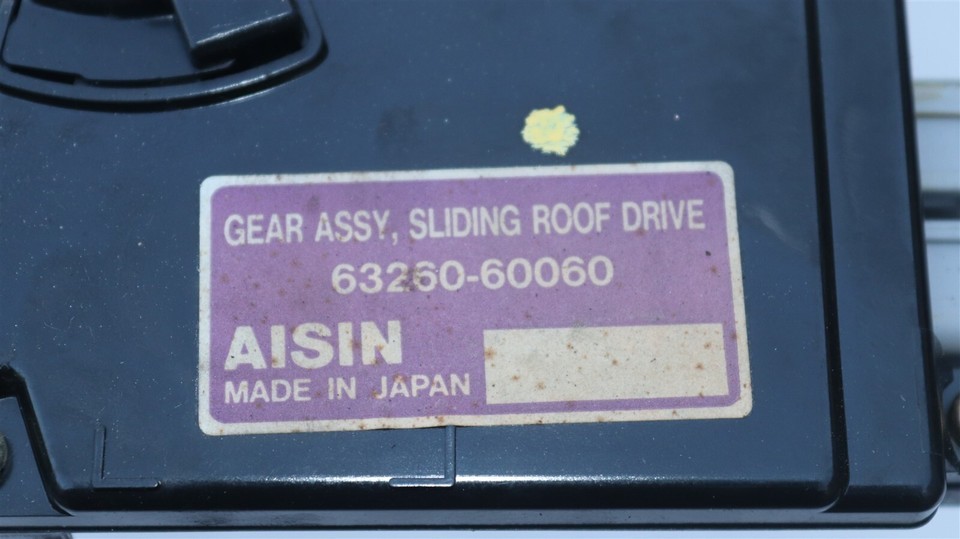 GEAR ASSY, SLIDING ROOF DRIVE
63260-60060
AISIN
MADE IN JAPAN